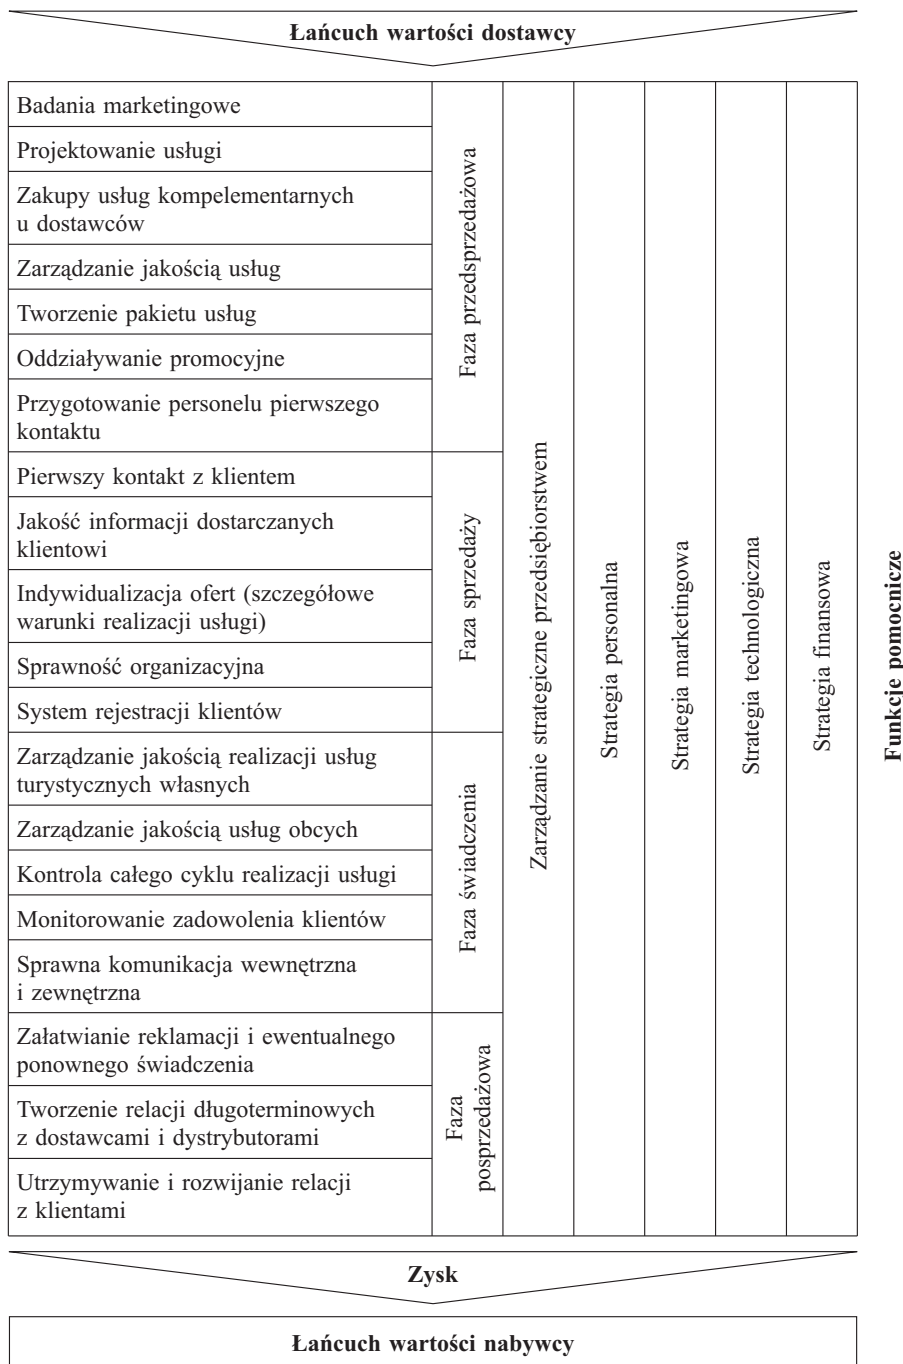 Łańcuch wartości dostawcy
Badania marketingowe
Projektowanie usługi
Zakupy usług kompelementarnych
u dostawców
Zarządzanie jakością usług
Tworzenie pakietu usług
Oddziaływanie promocyjne
Przygotowanie personelu pierwszego
kontaktu
Faza przedsprzedażowa
Pierwszy kontakt z klientem
Jakość informacji dostarczanych
klientowi
Indywidualizacja ofert (szczegółowe
warunki realizacji usługi)
Sprawność organizacyjna
System rejestracji klientów
Faza sprzedaży
Zarządzanie jakością realizacji usług
turystycznych własnych
Zarządzanie jakością usług obcych
Kontrola całego cyklu realizacji usługi
Monitorowanie zadowolenia klientów
Sprawna komunikacja wewnętrzna
i zewnętrzna
Faza świadczenia
Załatwianie reklamacji i ewentualnego
ponownego świadczenia
Tworzenie relacji długoterminowych
z dostawcami i dystrybutorami
Utrzymywanie i rozwijanie relacji
z klientami
Faza
posprzedażowa
Zarządzanie strategiczne przedsiębiorstwem
Strategia personalna
Strategia marketingowa
Strategia technologiczna
Strategia finansowa
Funkcje pomocnicze
Zysk
Łańcuch wartości nabywcy